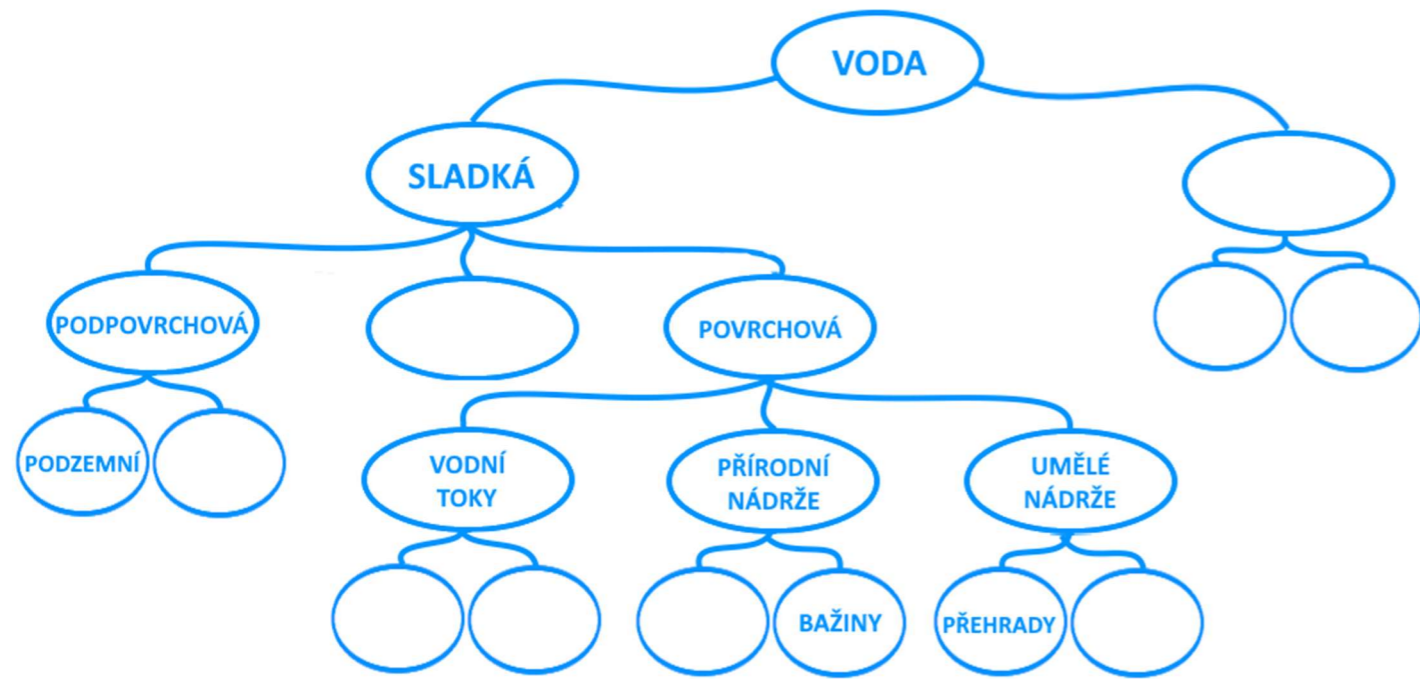 VODA
SLADKÁ
PODPOVRCHOVÁ
POVRCHOVÁ
PODZEMNÍ
VODNÍ
TOKY
PŘÍRODNÍ
NÁDRŽE
UMĚLÉ
NÁDRŽE
BAŽINY
PŘEHRADY